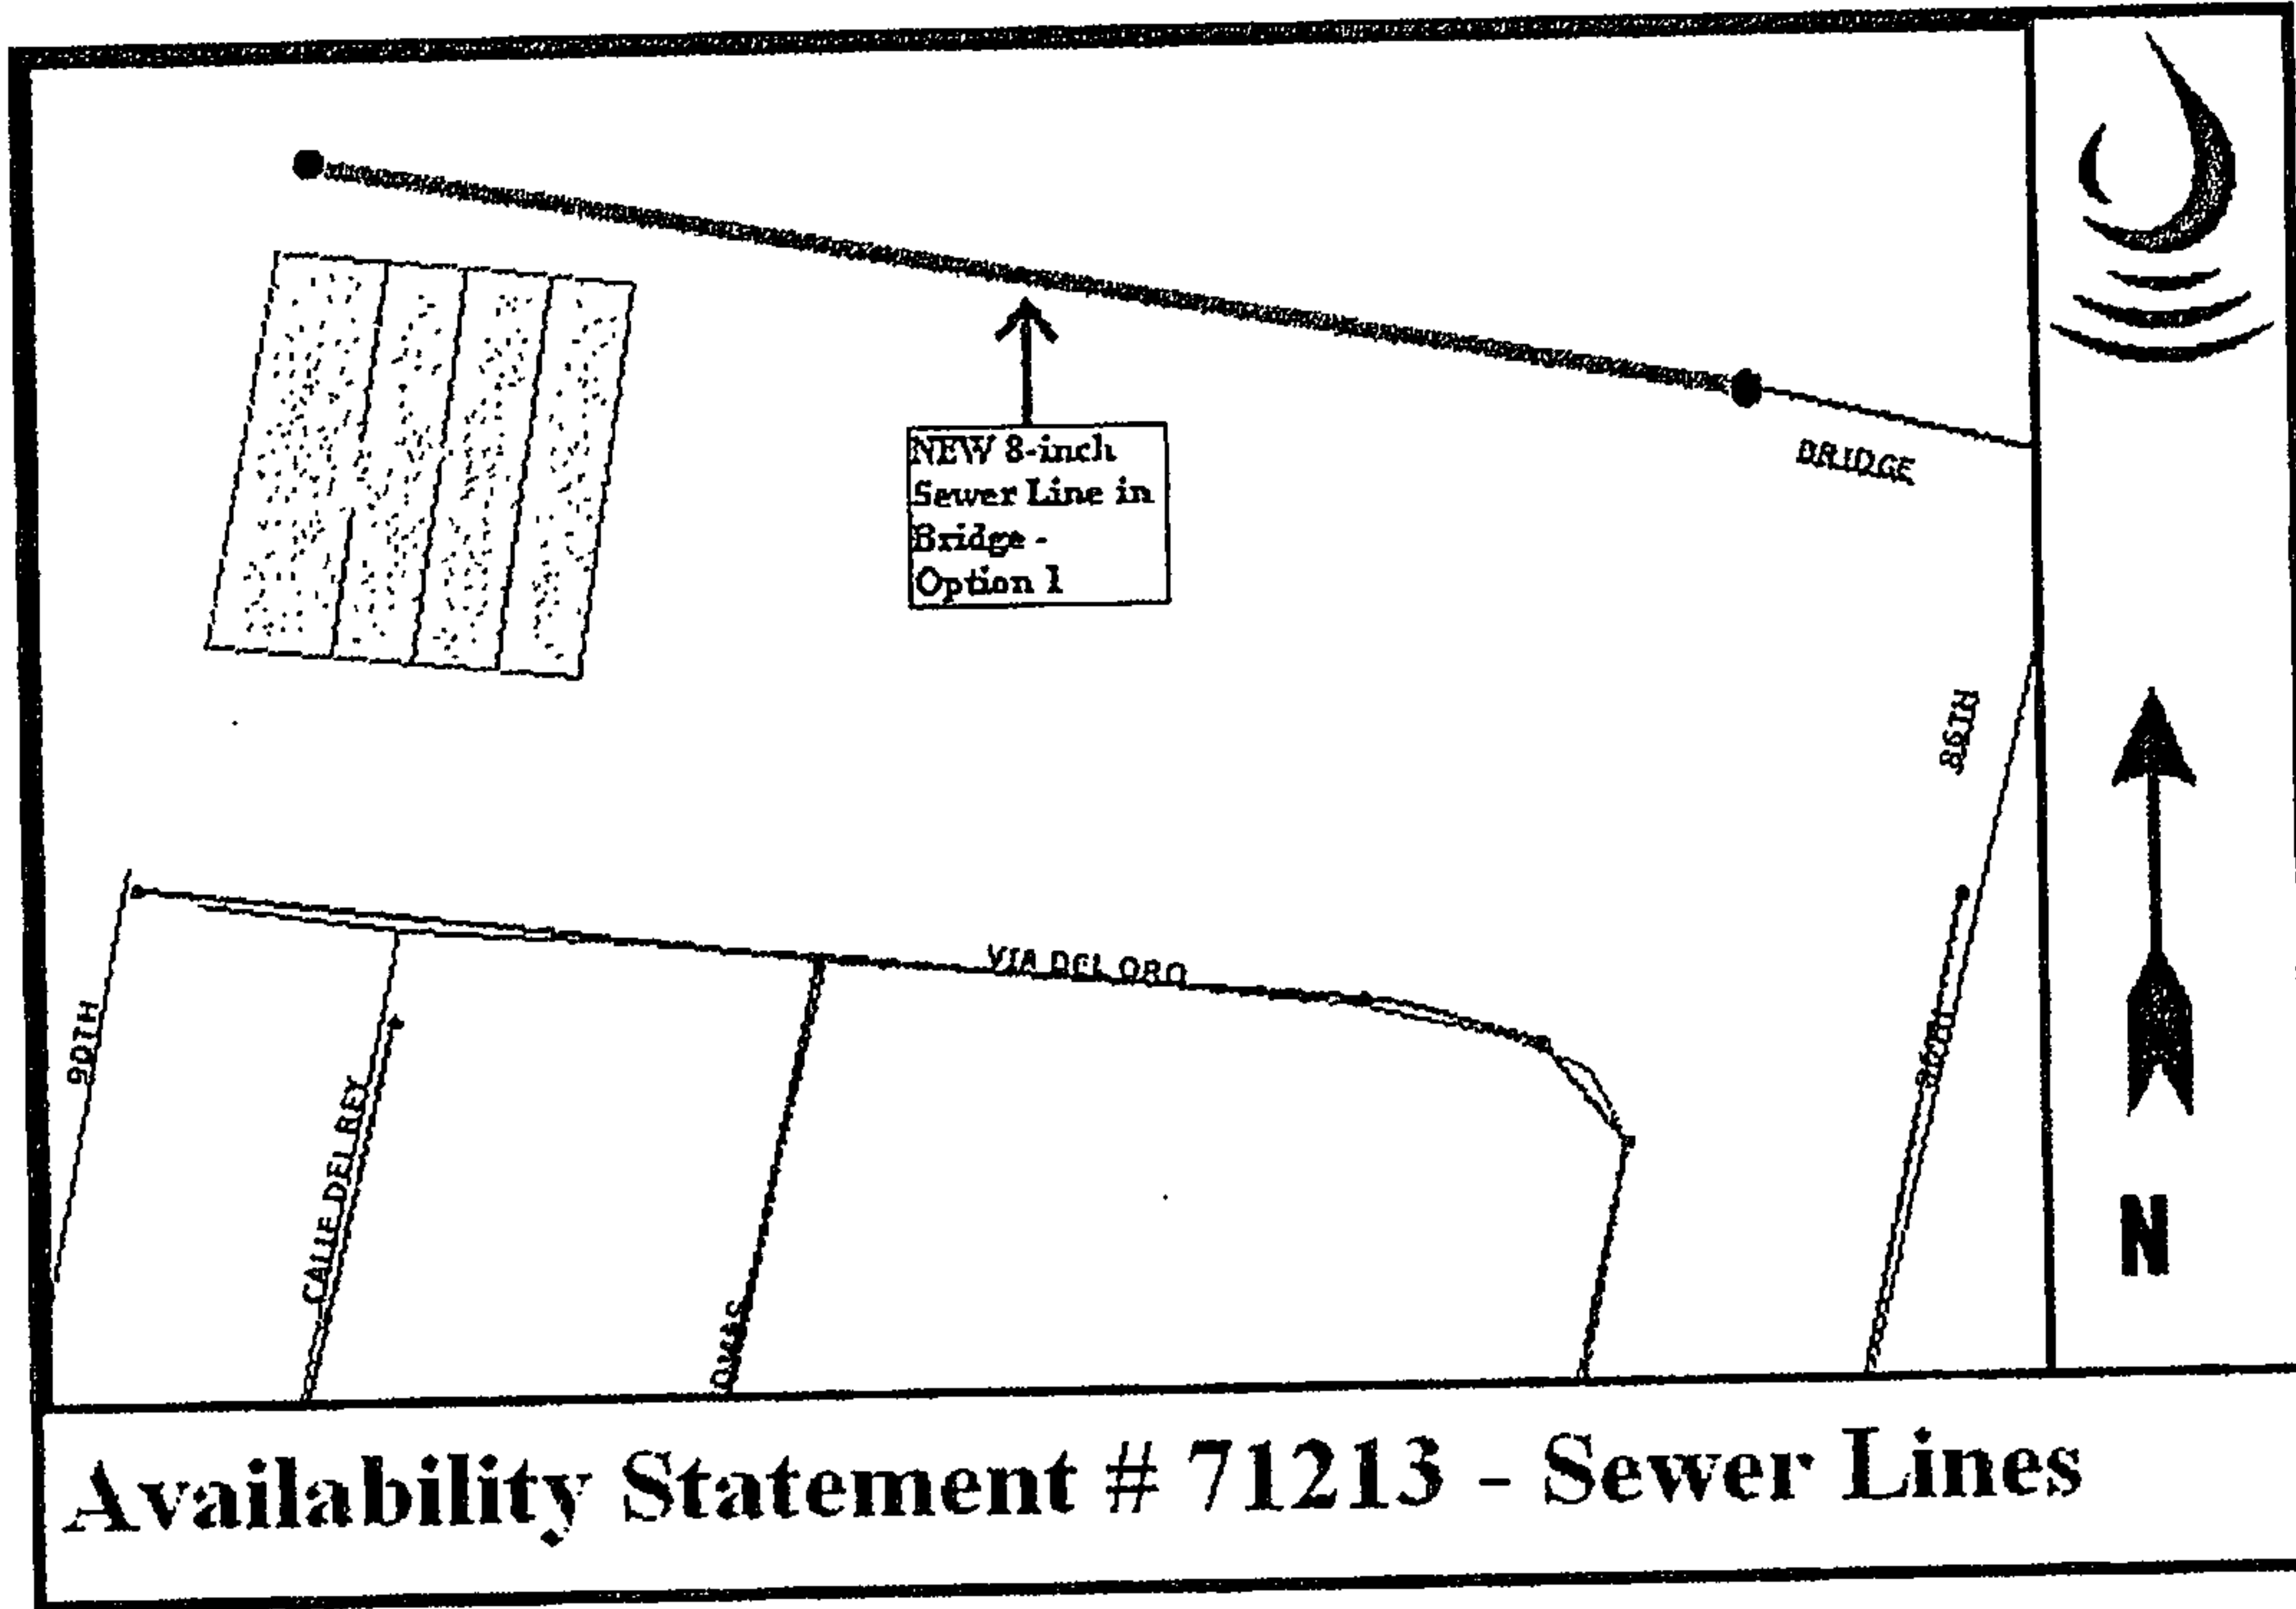 NEW 8-inch
Sewer Line in
Bridge -
Option 1
BRIDGE
86TH
VIA DEL ORO
90TH
CALLE DEL REY
Availability Statement # 71213 - Sewer Lines
N